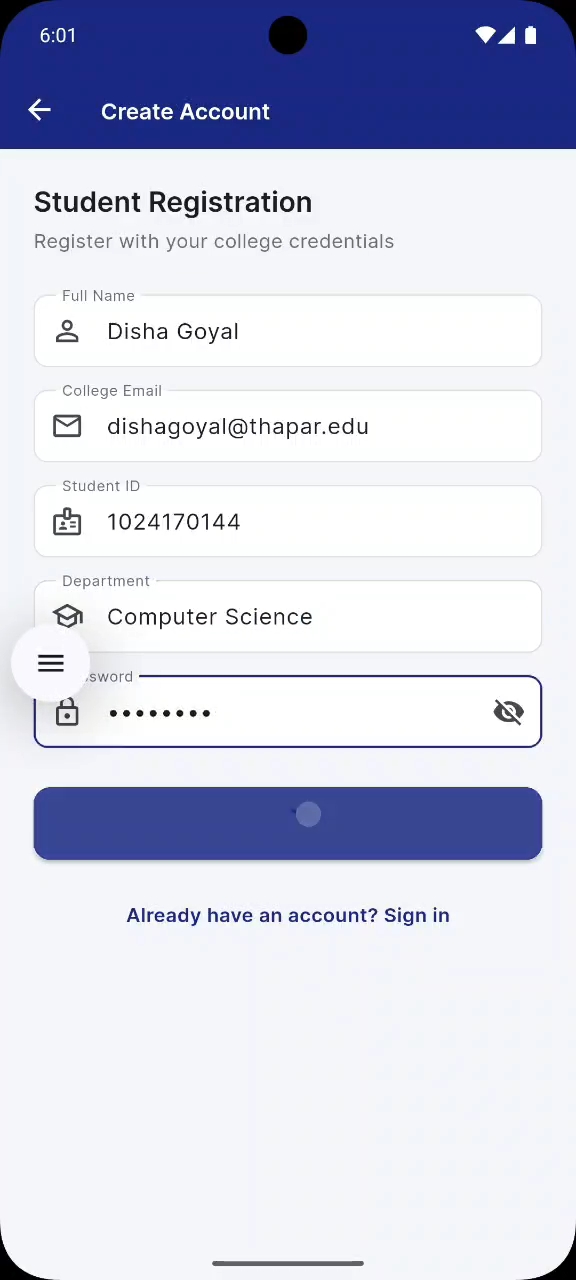 6:01
Create Account
Student Registration
Register with your college credentials
Full Name
Disha Goyal
College Email
dishagoyal@thapar.edu
Student ID
1024170144
Department
Computer Science
sword
••••••••
Already have an account? Sign in